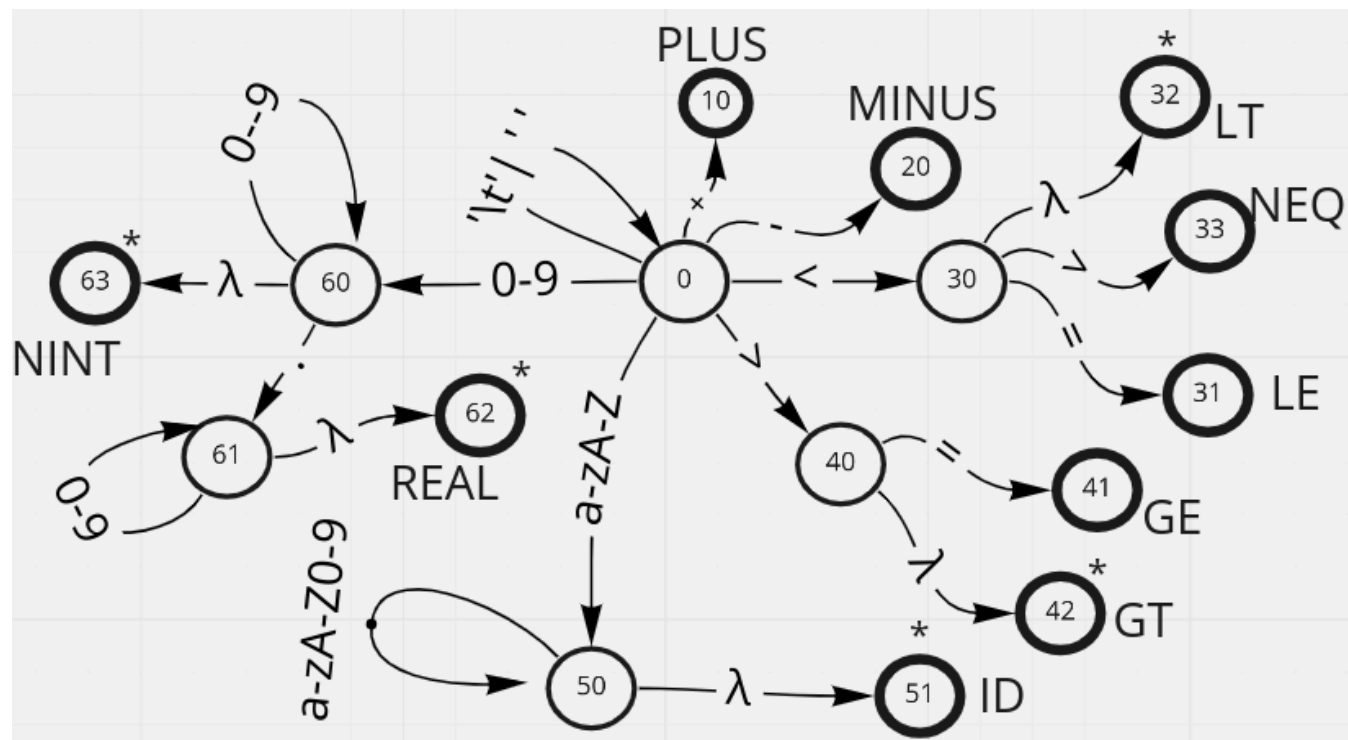 PLUS
10
MINUS
20
*
32
LT
λ
33
NEQ
>
30
<
=
31
LE
0--9
'\t'/ ' '
+
-
0
0-9
60
λ
*
63
NINT
.
61
0-9
λ
*
62
REAL
>
40
=
41
GE
λ
*
42
GT
a-zA-Z
a-zA-Z0-9
50
λ
*
51
ID